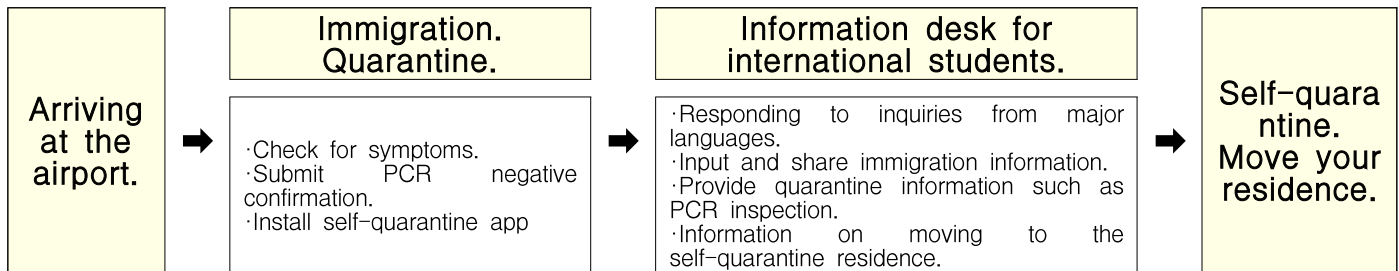 Arriving
at the
airport.
Immigration.
Quarantine.
·Check for symptoms.
·Submit PCR negative
confirmation.
·Install self-quarantine app
Information desk for
international students.
·Responding to inquiries from major
languages.
·Input and share immigration information.
·Provide quarantine information such as
PCR inspection.
·Information on moving to the
self-quarantine residence.
Self-quara
ntine.
Move your
residence.